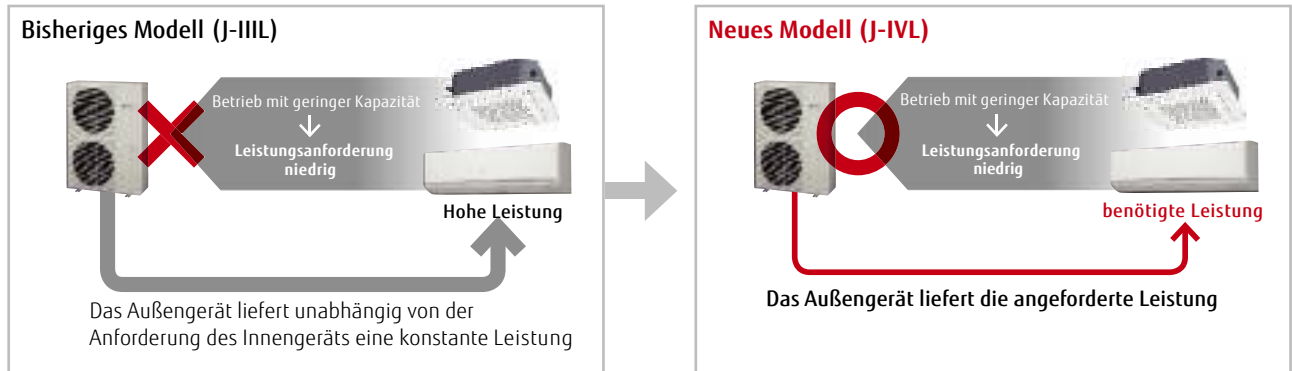 Bisheriges Modell (J-IIIL)
Betrieb mit geringer Kapazität
Leistungsanforderung
niedrig
Hohe Leistung
Das Außengerät liefert unabhängig von der
Anforderung des Innengeräts eine konstante Leistung
Neues Modell (J-IVL)
Betrieb mit geringer Kapazität
Leistungsanforderung
niedrig
benötigte Leistung
Das Außengerät liefert die angeforderte Leistung